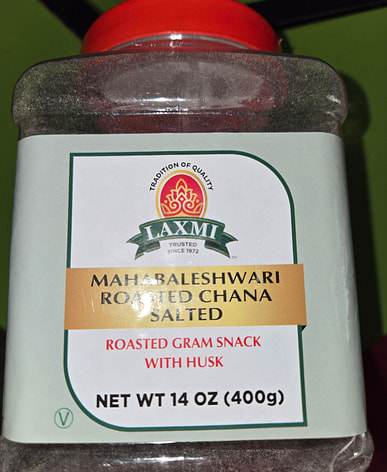 TRADITION OF QUALITY
LAXMI
TRUSTED
SINCE 1972
MAHABALESHWARI
ROASTED CHANA
SALTED
ROASTED GRAM SNACK
WITH HUSK
NET WT 14 OZ (400g)
V